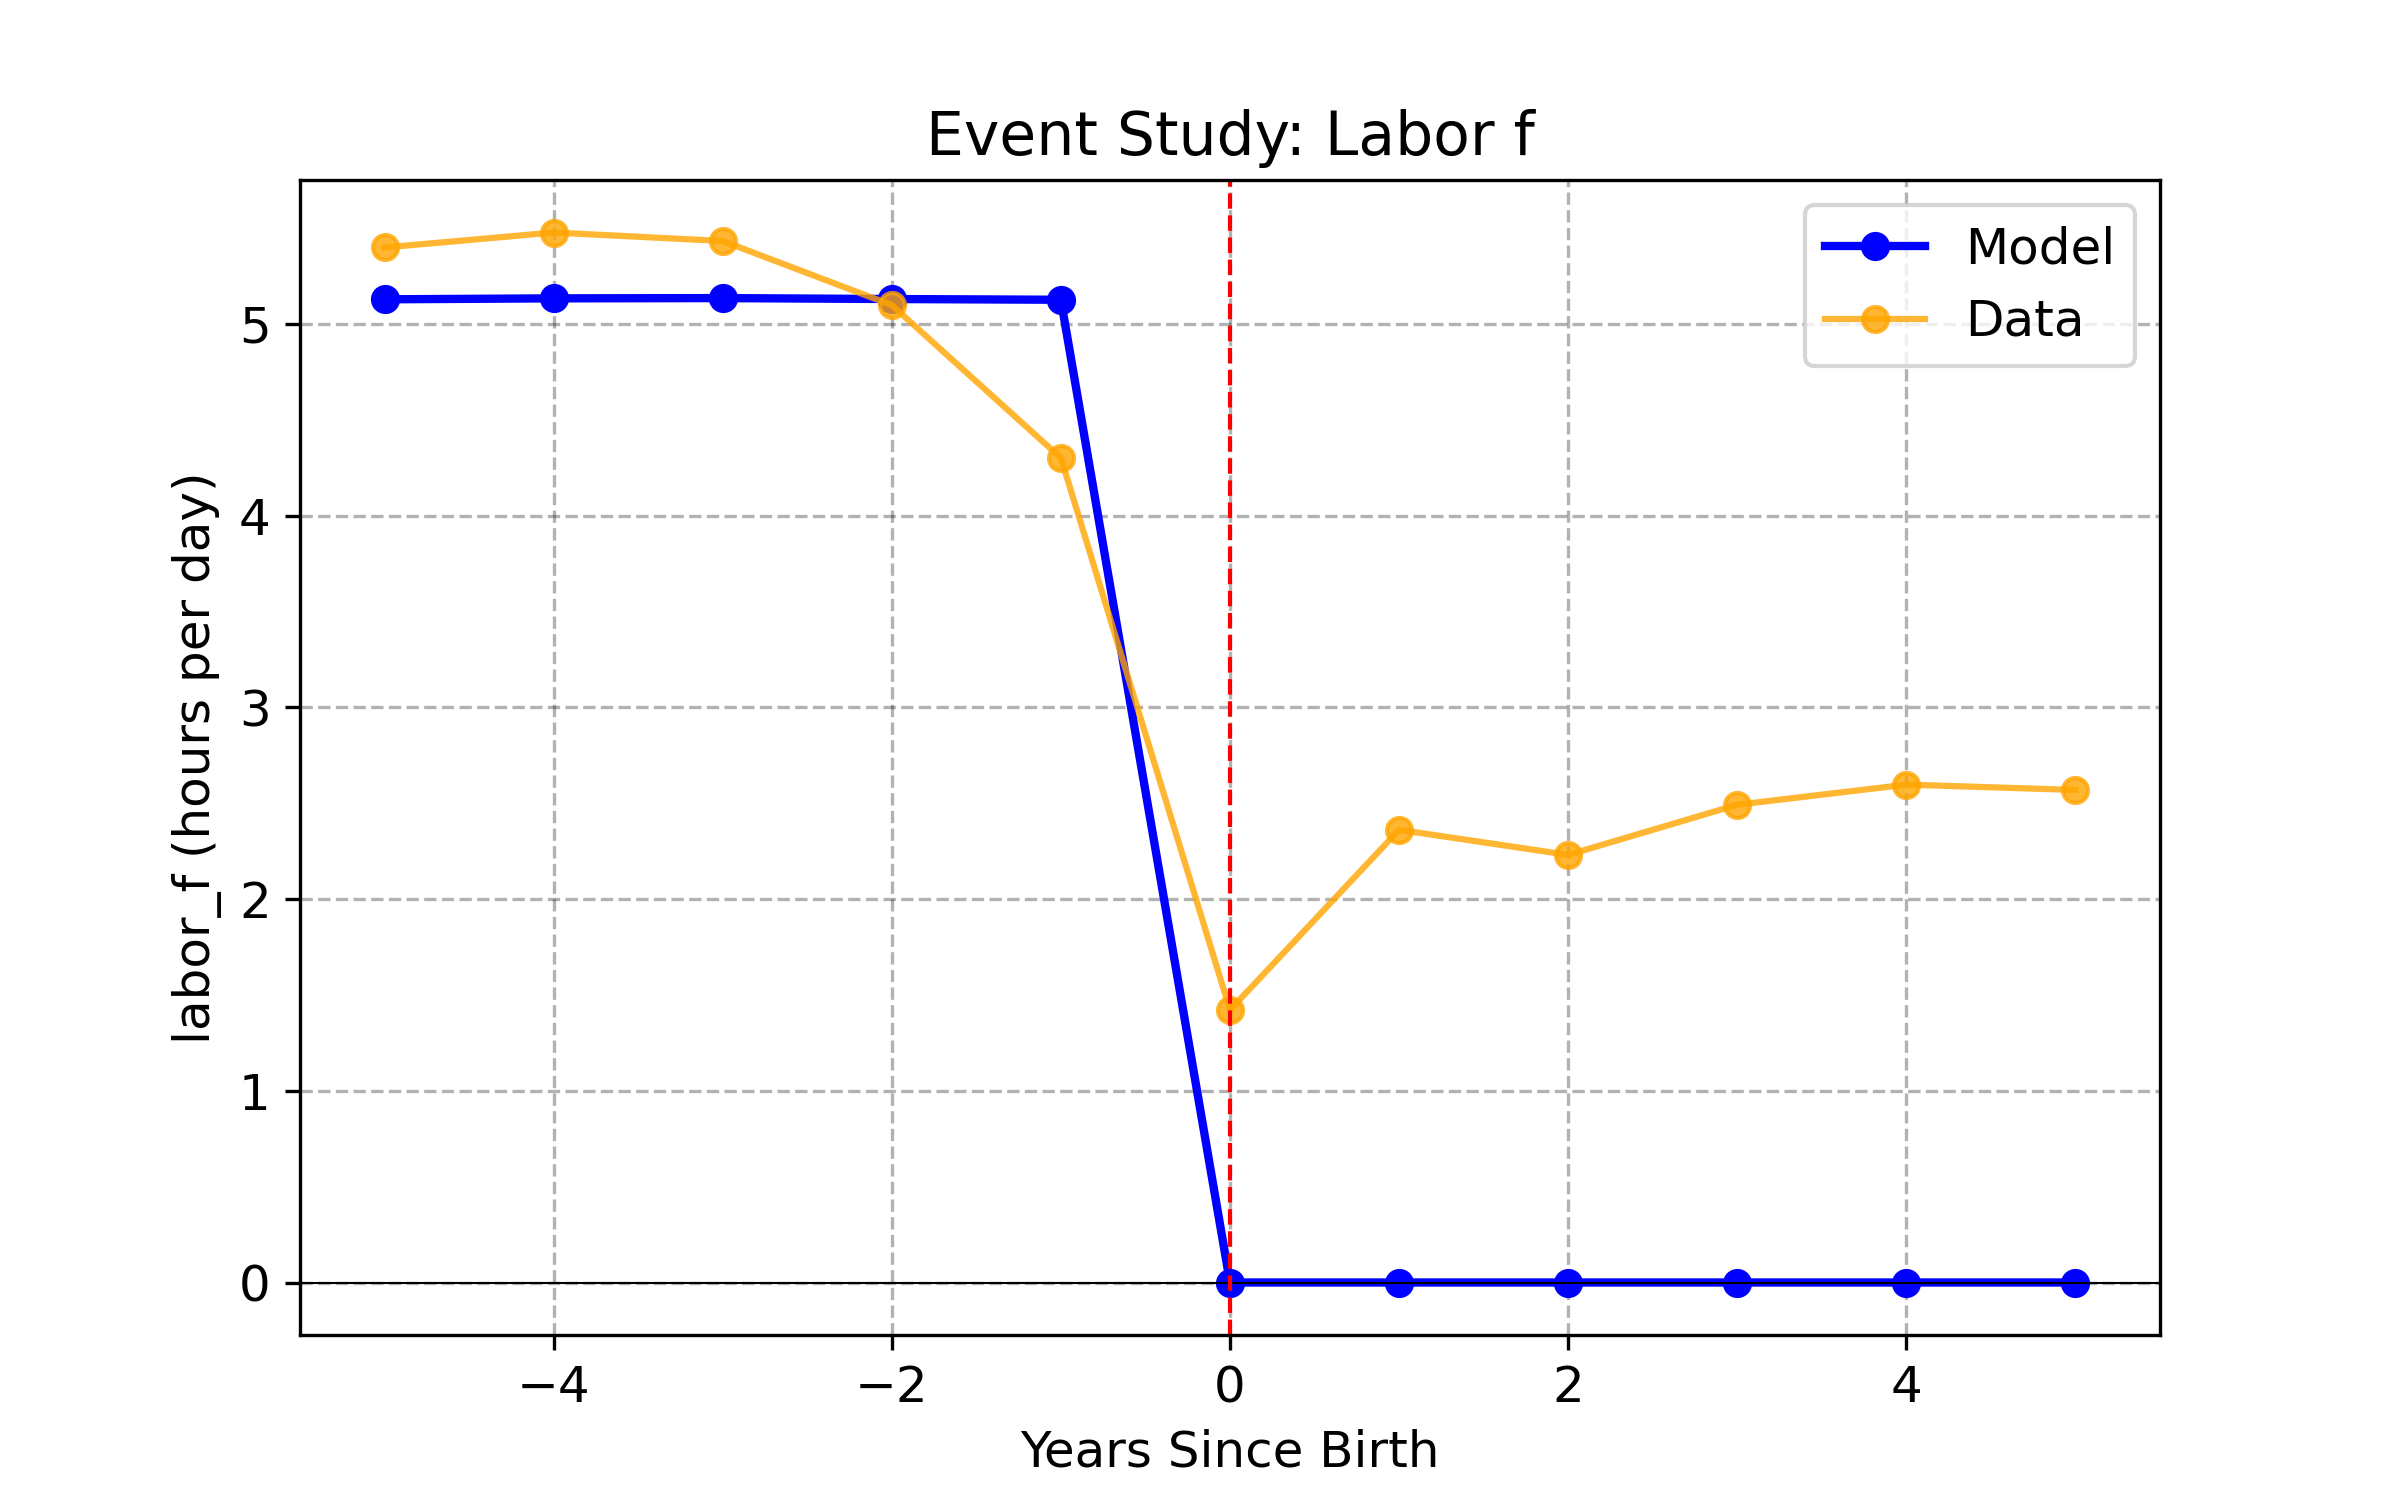 Event Study: Labor f
Model
Data
labor_f (hours per day)
5
4
3
2
1
0
−4
−2
0
2
4
Years Since Birth